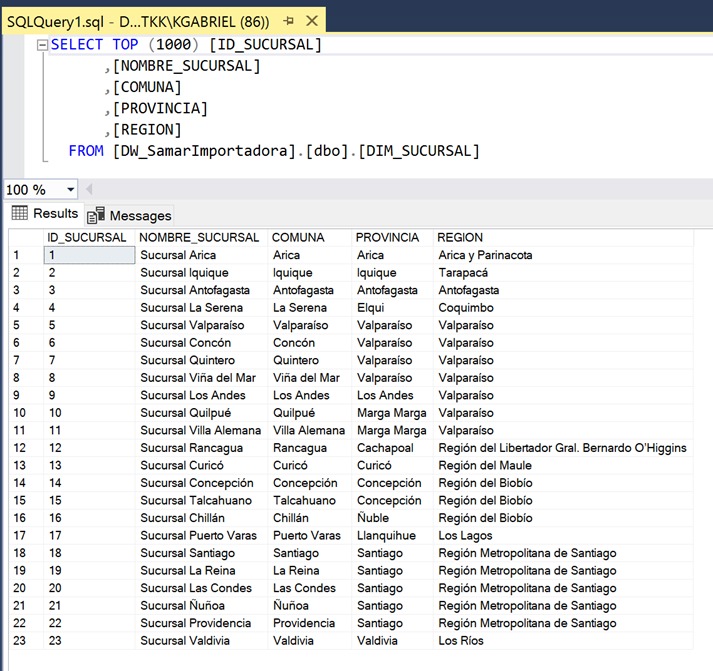 SQLQuery1.sql - D...TKK\KGABRIEL (86))
SELECT TOP (1000) [ID_SUCURSAL]
,[NOMBRE_SUCURSAL]
,[COMUNA]
,[PROVINCIA]
,[REGION]
FROM [DW_SamarImportadora].[dbo].[DIM_SUCURSAL]
100 %
Results Messages
ID_SUCURSAL NOMBRE_SUCURSAL COMUNA PROVINCIA REGION
1 1 Sucursal Arica Arica Arica Arica y Parinacota
2 2 Sucursal Iquique Iquique Iquique Tarapacá
3 3 Sucursal Antofagasta Antofagasta Antofagasta Antofagasta
4 4 Sucursal La Serena La Serena Elqui Coquimbo
5 5 Sucursal Valparaíso Valparaíso Valparaíso Valparaíso
6 6 Sucursal Concón Concón Valparaíso Valparaíso
7 7 Sucursal Quintero Quintero Valparaíso Valparaíso
8 8 Sucursal Viña del Mar Viña del Mar Valparaíso Valparaíso
9 9 Sucursal Los Andes Los Andes Los Andes Valparaíso
10 10 Sucursal Quilpué Quilpué Marga Marga Valparaíso
11 11 Sucursal Villa Alemana Villa Alemana Marga Marga Valparaíso
12 12 Sucursal Rancagua Rancagua Cachapoal Región del Libertador Gral. Bernardo O'Higgins
13 13 Sucursal Curicó Curicó Curicó Región del Maule
14 14 Sucursal Concepción Concepción Concepción Región del Biobío
15 15 Sucursal Talcahuano Talcahuano Concepción Región del Biobío
16 16 Sucursal Chillán Chillán Ñuble Región del Biobío
17 17 Sucursal Puerto Varas Puerto Varas Llanquihue Los Lagos
18 18 Sucursal Santiago Santiago Santiago Región Metropolitana de Santiago
19 19 Sucursal La Reina La Reina Santiago Región Metropolitana de Santiago
20 20 Sucursal Las Condes Las Condes Santiago Región Metropolitana de Santiago
21 21 Sucursal Ñuñoa Ñuñoa Santiago Región Metropolitana de Santiago
22 22 Sucursal Providencia Providencia Santiago Región Metropolitana de Santiago
23 23 Sucursal Valdivia Valdivia Valdivia Los Ríos